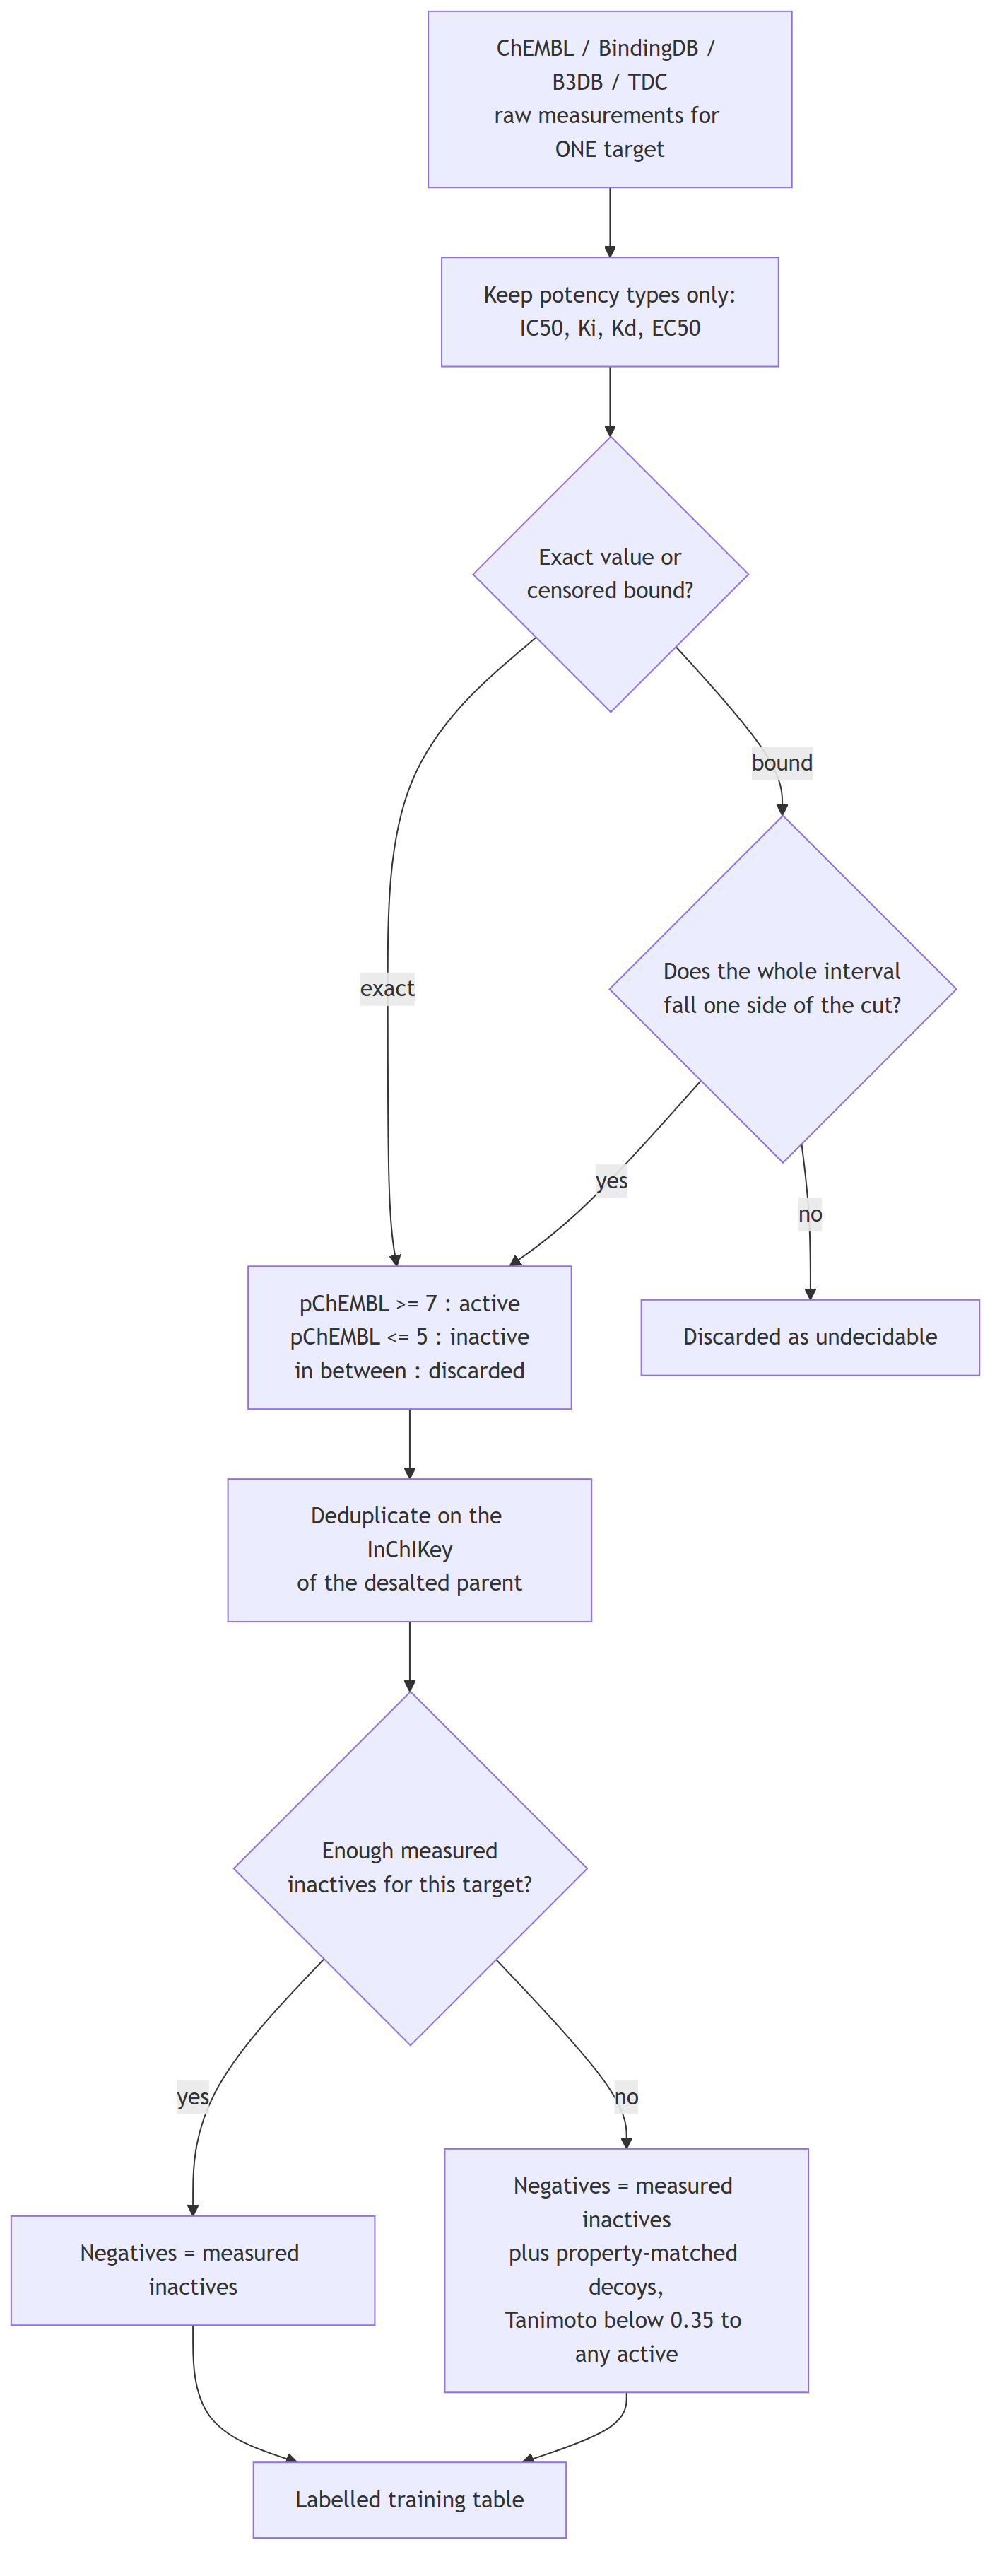 ChEMBL / BindingDB /
B3DB / TDC
raw measurements for
ONE target
Keep potency types only:
IC50, Ki, Kd, EC50
Exact value or
censored bound?
bound
exact
Does the whole interval
fall one side of the cut?
yes
no
pChEMBL >= 7 : active
pChEMBL <= 5 : inactive
in between : discarded
Discarded as undecidable
Deduplicate on the
InChIKey
of the desalted parent
Enough measured
inactives for this target?
yes
no
Negatives = measured
inactives
Negatives = measured
inactives
plus property-matched
decoys,
Tanimoto below 0.35 to
any active
Labelled training table